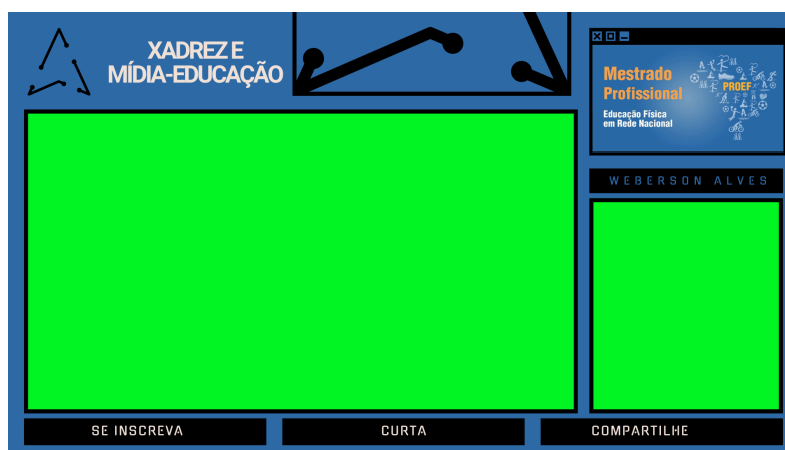 XADREZ E
MÍDIA-EDUCAÇÃO
Mestrado
Profissional
Educação Física
em Rede Nacional
PROEF
WEBERSON ALVES
SE INSCREVA
CURTA
COMPARTILHE